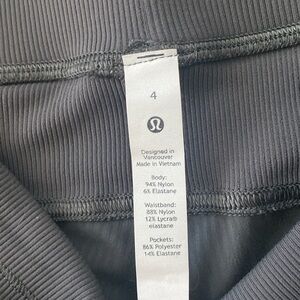 4
Designed in
Vancouver
Made in Vietnam
Body:
94% Nylon
6% Elastane
Waistband:
88% Nylon
12% Lycra®
elastane
Pockets:
86% Polyester
14% Elastane